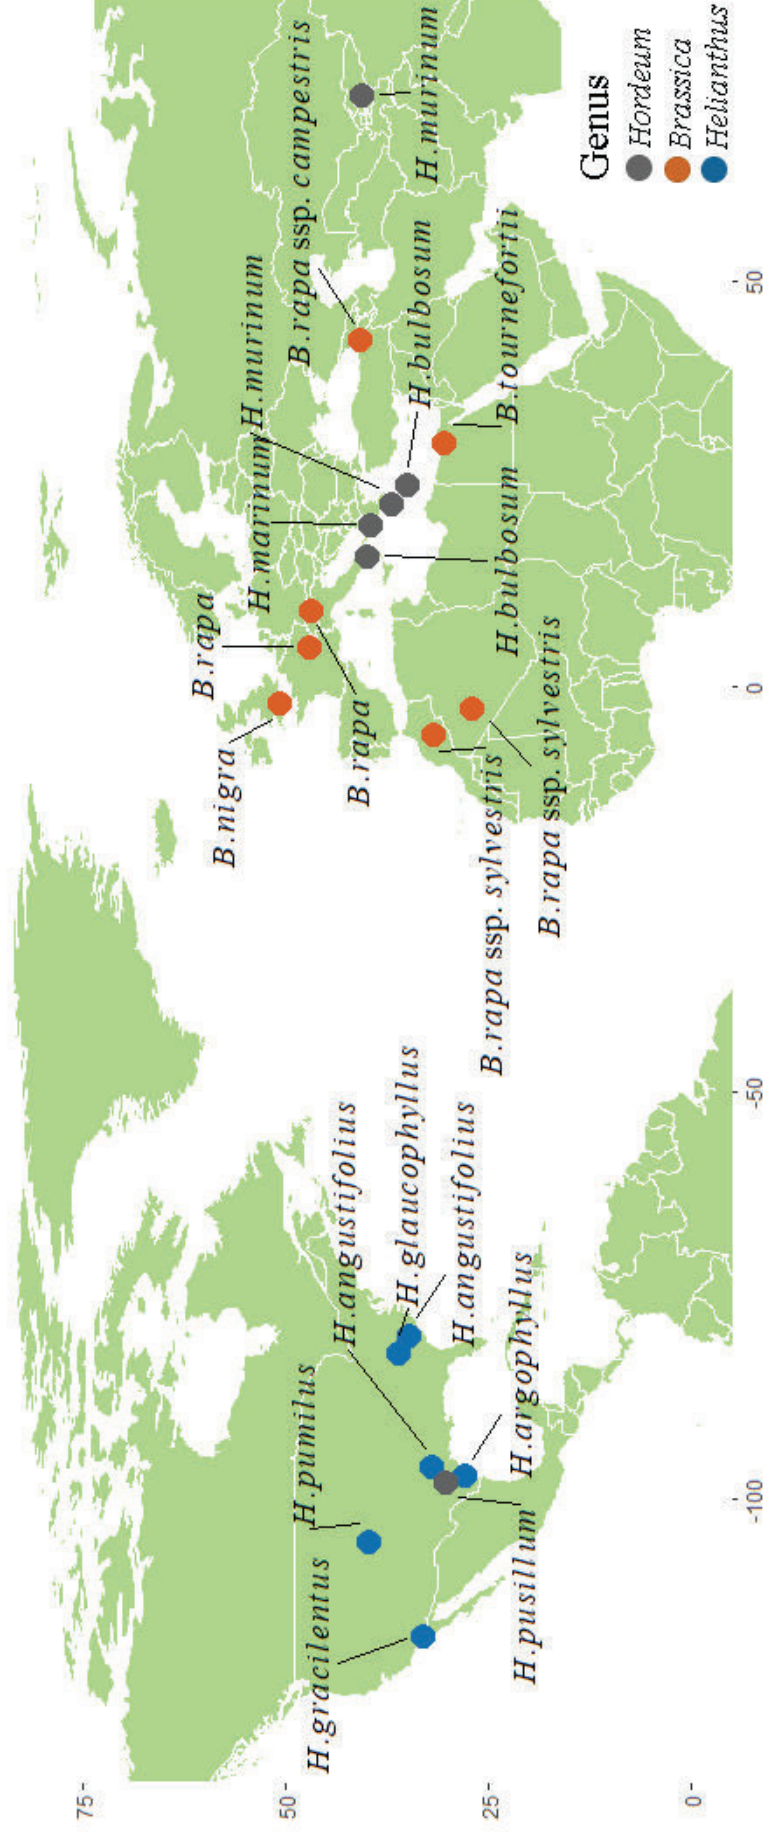 75
50
25
0
-100
-50
0
50
H.gracilentus
H.pumilus
H.angustifolius
H.glaucophyllus
H.angustifolius
H.argophyllus
H.pusillum
B.nigra
B.rapa
B.rapa
B.rapa ssp. sylvestris
B.rapa ssp. sylvestris
H.marinum
H.murinum
H.bulbosum
H.bulbosum
B.rapa ssp. campestris
B.tournefortii
H.murinum
Genus
Hordeum
Brassica
Helianthus